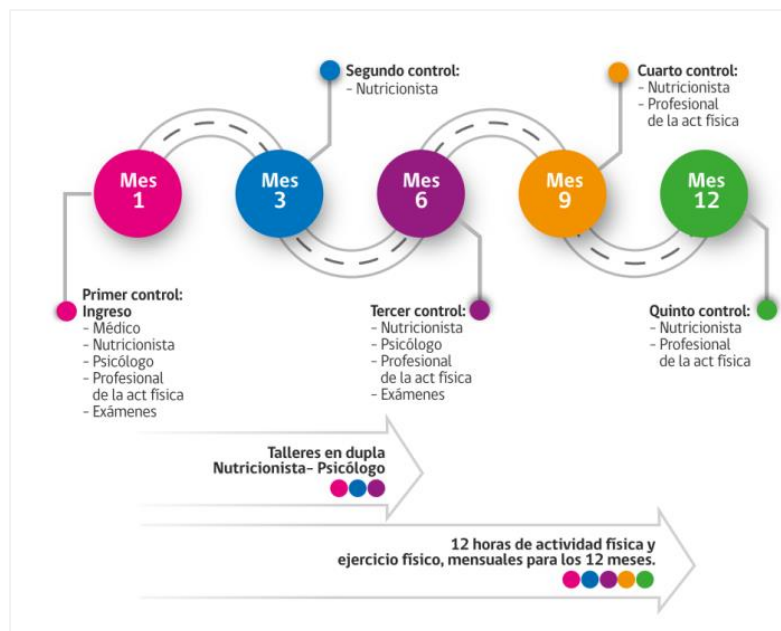 Segundo control:
- Nutricionista
Cuarto control:
- Nutricionista
- Profesional
de la act física
Mes
1
Mes
3
Mes
6
Mes
9
Mes
12
Primer control:
Ingreso
- Médico
- Nutricionista
- Psicólogo
- Profesional
de la act física
- Exámenes
Tercer control:
- Nutricionista
- Psicólogo
- Profesional
de la act física
- Exámenes
Quinto control:
- Nutricionista
- Profesional
de la act física
Talleres en dupla
Nutricionista- Psicólogo
12 horas de actividad física y
ejercicio físico, mensuales para los 12 meses.